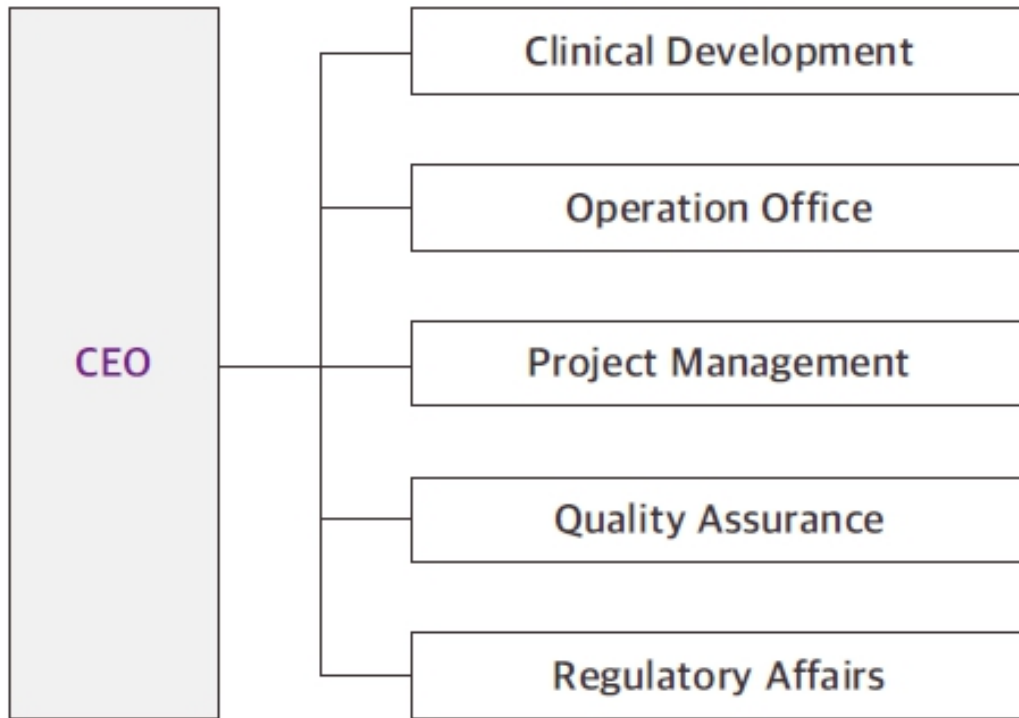 CEO
Clinical Development
Operation Office
Project Management
Quality Assurance
Regulatory Affairs